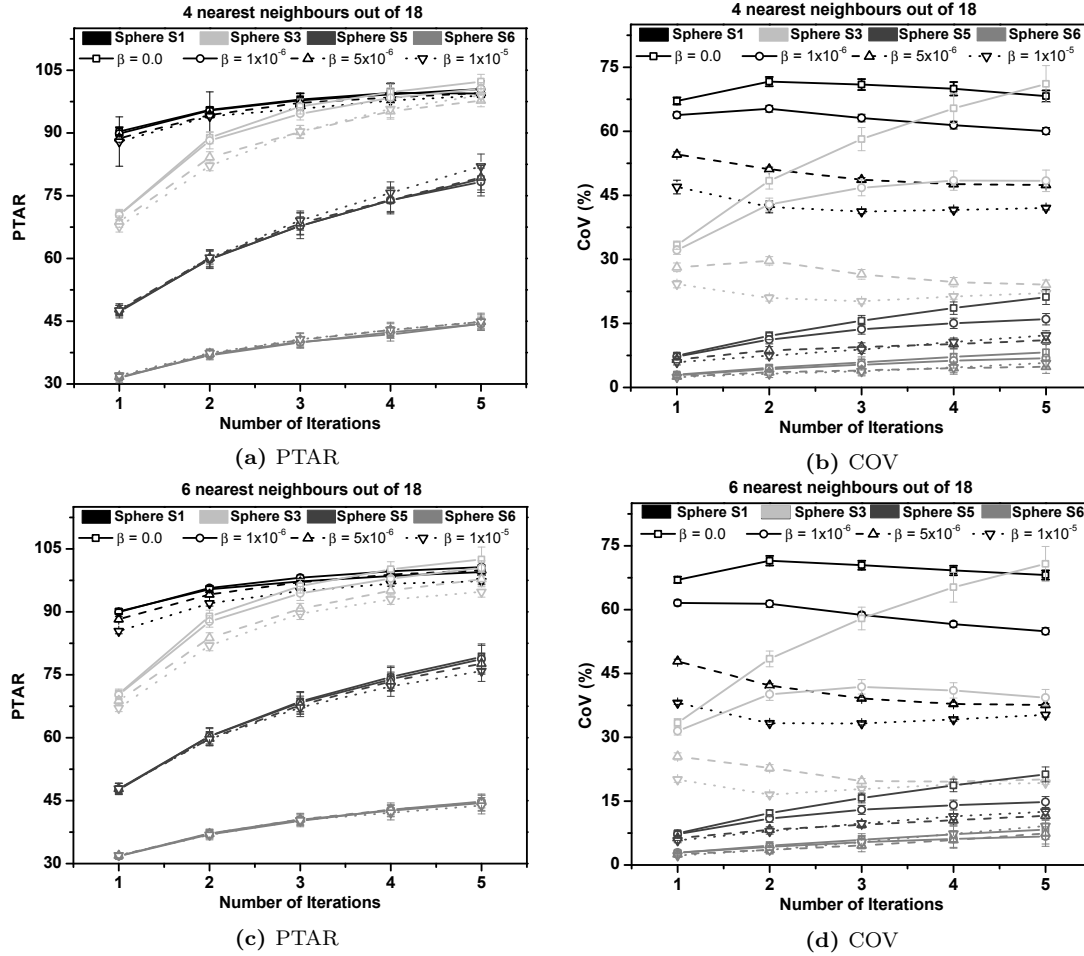 4 nearest neighbours out of 18
Sphere S1 Sphere S3 Sphere S5 Sphere S6
β = 0.0 β = 1x10⁻⁶ β = 5x10⁻⁶ β = 1x10⁻⁵
105
90
75
60
45
30
PTAR
1 2 3 4 5
Number of Iterations
(a) PTAR
4 nearest neighbours out of 18
Sphere S1 Sphere S3 Sphere S5 Sphere S6
β = 0.0 β = 1x10⁻⁶ β = 5x10⁻⁶ β = 1x10⁻⁵
75
60
45
30
15
0
CoV (%)
1 2 3 4 5
Number of Iterations
(b) COV
6 nearest neighbours out of 18
Sphere S1 Sphere S3 Sphere S5 Sphere S6
β = 0.0 β = 1x10⁻⁶ β = 5x10⁻⁶ β = 1x10⁻⁵
105
90
75
60
45
30
PTAR
1 2 3 4 5
Number of Iterations
(c) PTAR
6 nearest neighbours out of 18
Sphere S1 Sphere S3 Sphere S5 Sphere S6
β = 0.0 β = 1x10⁻⁶ β = 5x10⁻⁶ β = 1x10⁻⁵
75
60
45
30
15
0
CoV (%)
1 2 3 4 5
Number of Iterations
(d) COV